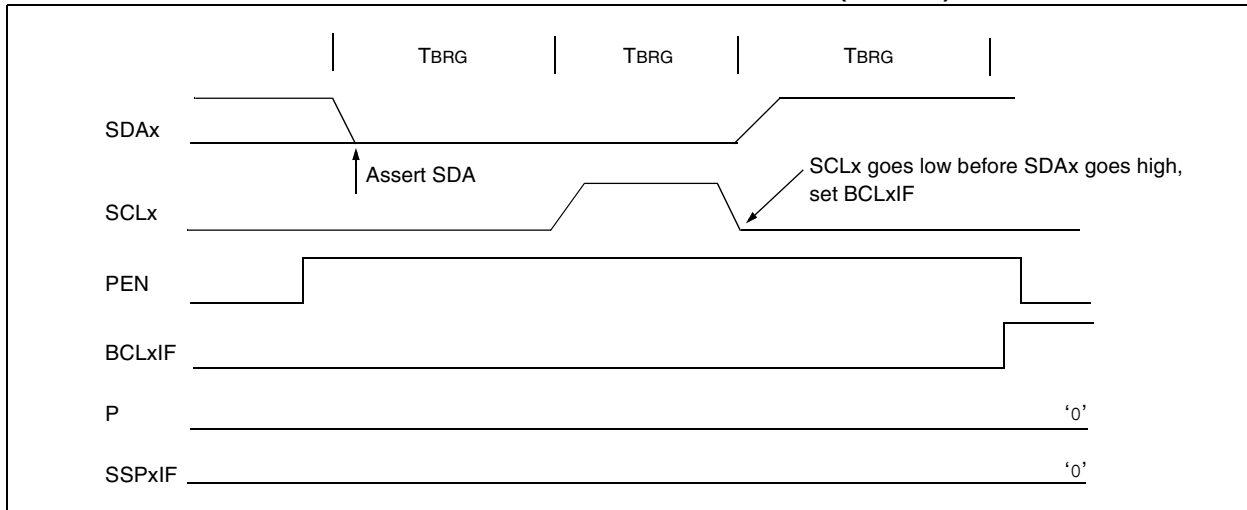 TBRG TBRG TBRG
SDAx
Assert SDA
SCLx goes low before SDAx goes high,
set BCLxIF
SCLx
PEN
BCLxIF
P ‘0’
SSPxIF ‘0’